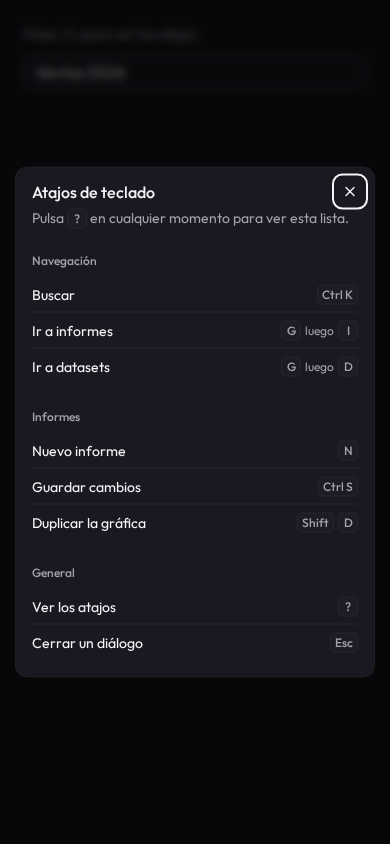 Atajos de teclado
Pulsa ? en cualquier momento para ver esta lista.
Navegación
Buscar Ctrl K
Ir a informes G luego I
Ir a datasets G luego D
Informes
Nuevo informe N
Guardar cambios Ctrl S
Duplicar la gráfica Shift D
General
Ver los atajos ?
Cerrar un diálogo Esc